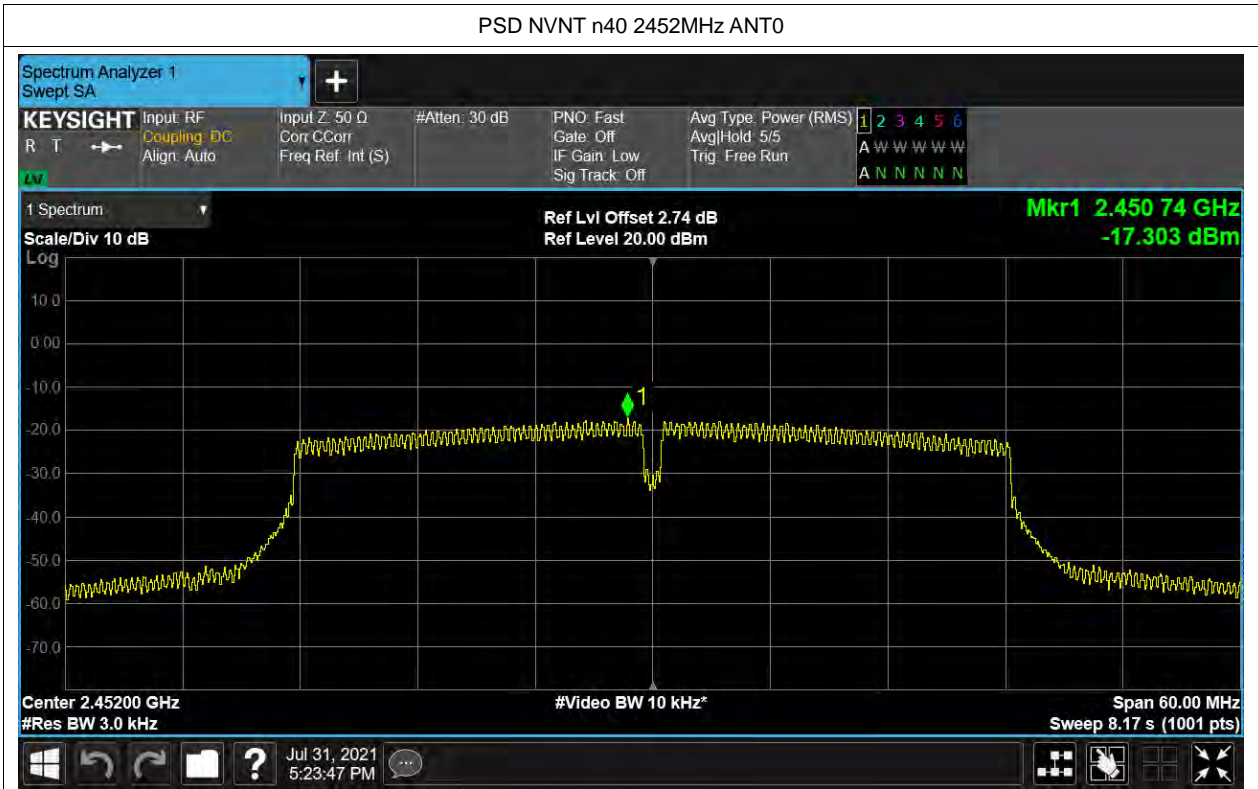 PSD NVNT n40 2452MHz ANT0
Spectrum Analyzer 1
Swept SA
+
KEYSIGHT
R T
LVI
Input: RF
Coupling: DC
Align: Auto
Input Z: 50 Ω
Corr CCorr
Freq Ref: Int (S)
#Atten: 30 dB
PNO: Fast
Gate: Off
IF Gain: Low
Sig Track: Off
Avg Type: Power (RMS)
Avg|Hold: 5/5
Trig: Free Run
1 2 3 4 5 6
A W W W W W
A N N N N N
1 Spectrum
Scale/Div 10 dB
Log
Ref Lvl Offset 2.74 dB
Ref Level 20.00 dBm
Mkr1 2.450 74 GHz
-17.303 dBm
10.0
0.00
-10.0
-20.0
-30.0
-40.0
-50.0
-60.0
-70.0
1
Center 2.45200 GHz
#Res BW 3.0 kHz
#Video BW 10 kHz*
Span 60.00 MHz
Sweep 8.17 s (1001 pts)
?
Jul 31, 2021
5:23:47 PM